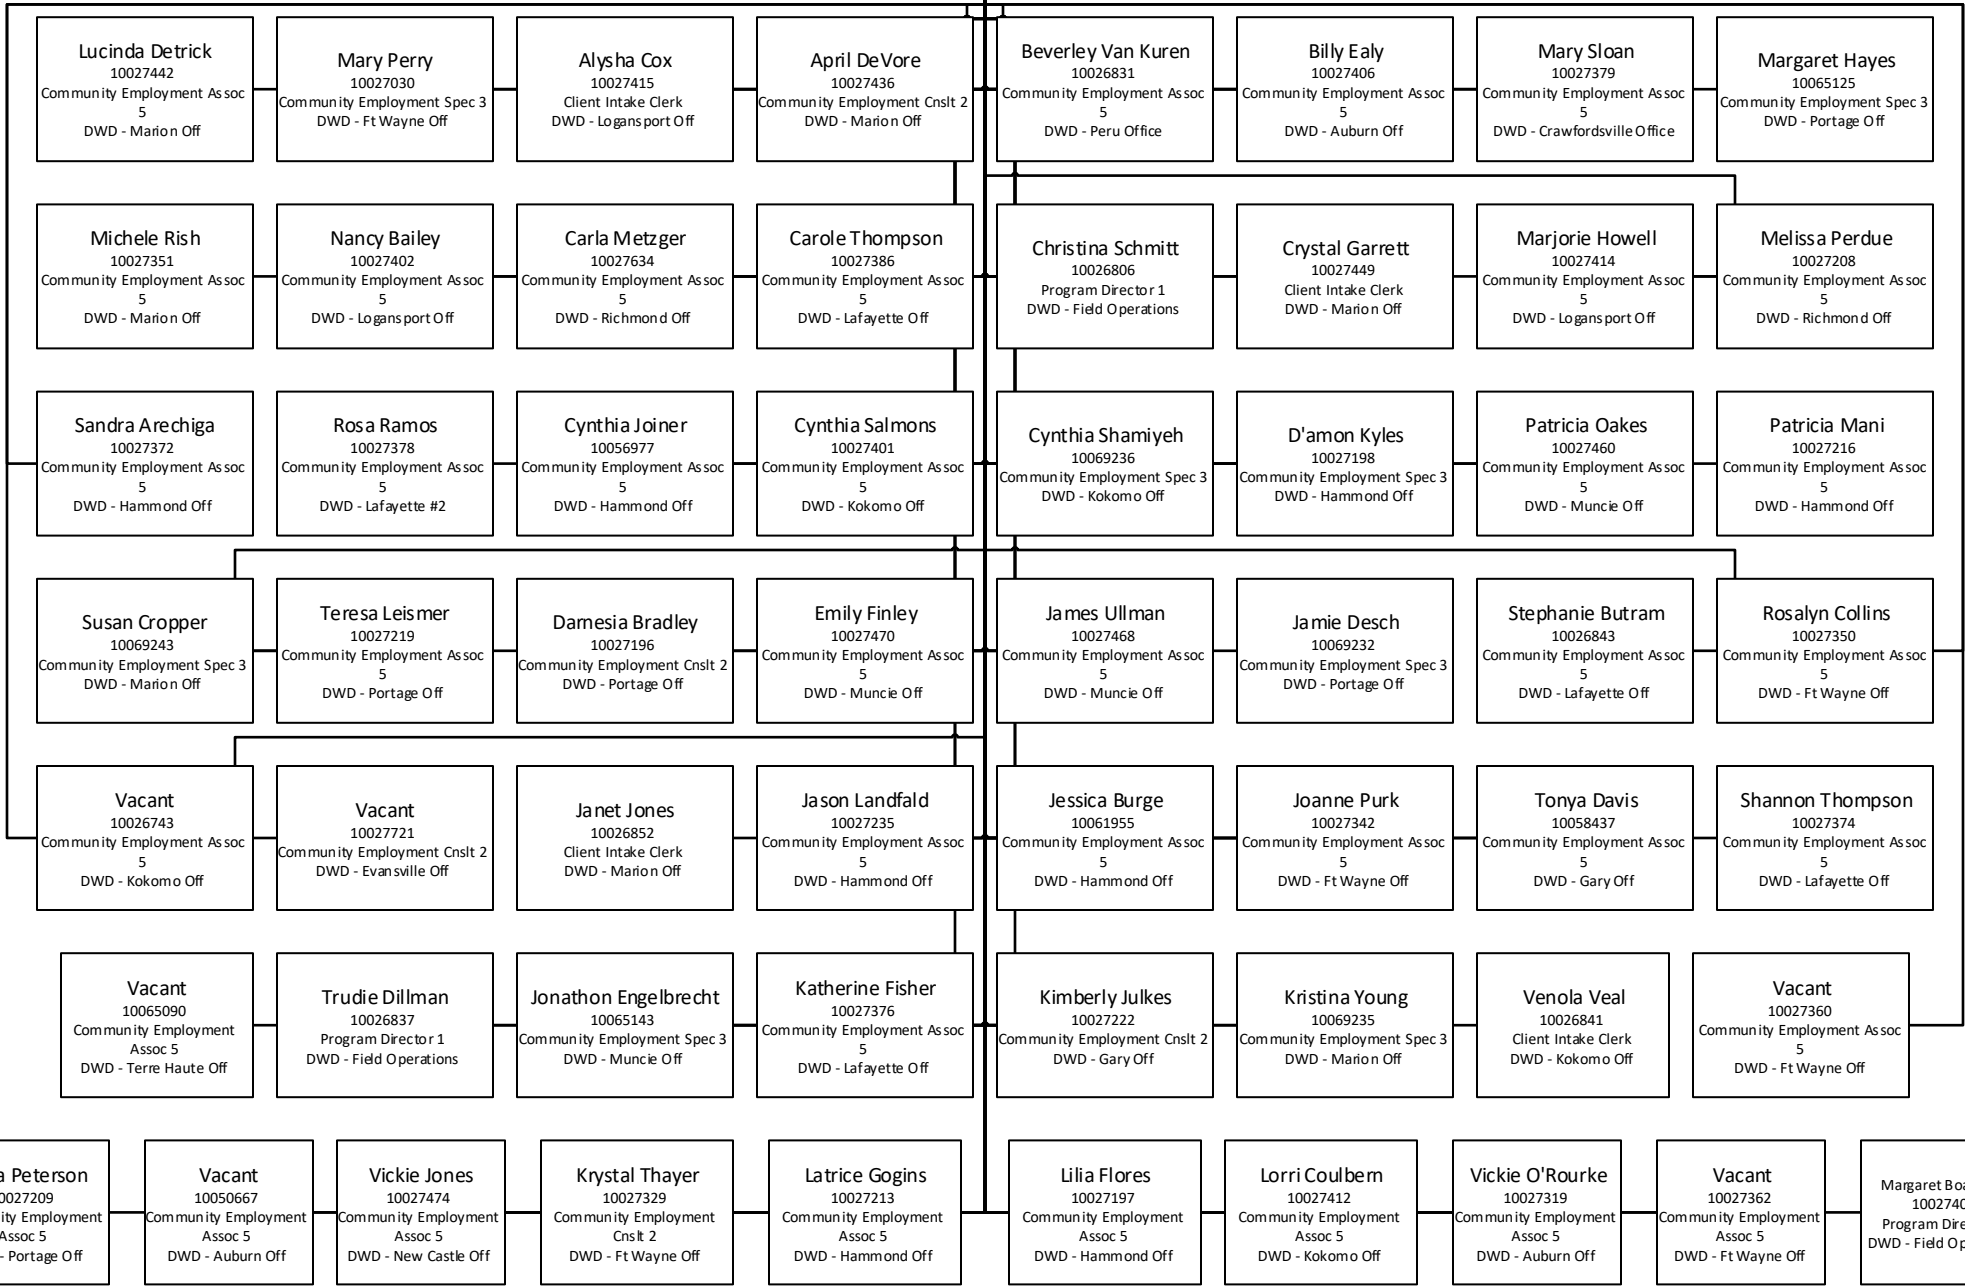 Lucinda Detrick
10027442
Community Employment Assoc
5
DWD - Marion Off
Mary Perry
10027030
Community Employment Spec 3
DWD - Ft Wayne Off
Alysha Cox
10027415
Client Intake Clerk
DWD - Logansport Off
April DeVore
10027436
Community Employment Cnslt 2
DWD - Marion Off
Beverley Van Kuren
10026831
Community Employment Assoc
5
DWD - Peru Office
Billy Ealy
10027406
Community Employment Assoc
5
DWD - Auburn Off
Mary Sloan
10027379
Community Employment Assoc
5
DWD - Crawfordsville Office
Margaret Hayes
10065125
Community Employment Spec 3
DWD - Portage Off
Michele Rish
10027351
Community Employment Assoc
5
DWD - Marion Off
Nancy Bailey
10027402
Community Employment Assoc
5
DWD - Logansport Off
Carla Metzger
10027634
Community Employment Assoc
5
DWD - Richmond Off
Carole Thompson
10027386
Community Employment Assoc
5
DWD - Lafayette Off
Christina Schmitt
10026806
Program Director 1
DWD - Field Operations
Crystal Garrett
10027449
Client Intake Clerk
DWD - Marion Off
Marjorie Howell
10027414
Community Employment Assoc
5
DWD - Logansport Off
Melissa Perdue
10027208
Community Employment Assoc
5
DWD - Richmond Off
Sandra Arechiga
10027372
Community Employment Assoc
5
DWD - Hammond Off
Rosa Ramos
10027378
Community Employment Assoc
5
DWD - Lafayette #2
Cynthia Joiner
10056977
Community Employment Assoc
5
DWD - Hammond Off
Cynthia Salmons
10027401
Community Employment Assoc
5
DWD - Kokomo Off
Cynthia Shamiyeh
10069236
Community Employment Spec 3
DWD - Kokomo Off
D'amon Kyles
10027198
Community Employment Spec 3
DWD - Hammond Off
Patricia Oakes
10027460
Community Employment Assoc
5
DWD - Muncie Off
Patricia Mani
10027216
Community Employment Assoc
5
DWD - Hammond Off
Susan Cropper
10069243
Community Employment Spec 3
DWD - Marion Off
Teresa Leismer
10027219
Community Employment Assoc
5
DWD - Portage Off
Darnesia Bradley
10027196
Community Employment Cnslt 2
DWD - Portage Off
Emily Finley
10027470
Community Employment Assoc
5
DWD - Muncie Off
James Ullman
10027468
Community Employment Assoc
5
DWD - Muncie Off
Jamie Desch
10069232
Community Employment Spec 3
DWD - Portage Off
Stephanie Butram
10026843
Community Employment Assoc
5
DWD - Lafayette Off
Rosalyn Collins
10027350
Community Employment Assoc
5
DWD - Ft Wayne Off
Vacant
10026743
Community Employment Assoc
5
DWD - Kokomo Off
Vacant
10027721
Community Employment Cnslt 2
DWD - Evansville Off
Janet Jones
10026852
Client Intake Clerk
DWD - Marion Off
Jason Landfald
10027235
Community Employment Assoc
5
DWD - Hammond Off
Jessica Burge
10061955
Community Employment Assoc
5
DWD - Hammond Off
Joanne Purk
10027342
Community Employment Assoc
5
DWD - Ft Wayne Off
Tonya Davis
10058437
Community Employment Assoc
5
DWD - Gary Off
Shannon Thompson
10027374
Community Employment Assoc
5
DWD - Lafayette Off
Vacant
10065090
Community Employment
Assoc 5
DWD - Terre Haute Off
Trudie Dillman
10026837
Program Director 1
DWD - Field Operations
Jonathon Engelbrecht
10065143
Community Employment Spec 3
DWD - Muncie Off
Katherine Fisher
10027376
Community Employment Assoc
5
DWD - Lafayette Off
Kimberly Julkes
10027222
Community Employment Cnslt 2
DWD - Gary Off
Kristina Young
10069235
Community Employment Spec 3
DWD - Marion Off
Venola Veal
10026841
Client Intake Clerk
DWD - Kokomo Off
Vacant
10027360
Community Employment Assoc
5
DWD - Ft Wayne Off
a Peterson
0027209
ity Employment
Assoc 5
- Portage Off
Vacant
10050667
Community Employment
Assoc 5
DWD - Auburn Off
Vickie Jones
10027474
Community Employment
Assoc 5
DWD - New Castle Off
Krystal Thayer
10027329
Community Employment
Cnslt 2
DWD - Ft Wayne Off
Latrice Gogins
10027213
Community Employment
Assoc 5
DWD - Hammond Off
Lilia Flores
10027197
Community Employment
Assoc 5
DWD - Hammond Off
Lorri Coulbern
10027412
Community Employment
Assoc 5
DWD - Kokomo Off
Vickie O'Rourke
10027319
Community Employment
Assoc 5
DWD - Auburn Off
Vacant
10027362
Community Employment
Assoc 5
DWD - Ft Wayne Off
Margaret Boa
1002740
Program Dire
DWD - Field Op